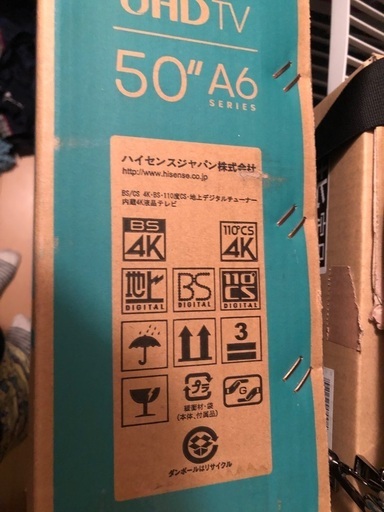 UHD TV
50" A6
SERIES
ハイセンスジャパン株式会社
http://www.hisense.co.jp
BS/CS 4K・BS・110度CS・地上デジタルチューナー
内蔵4K液晶テレビ
BS 4K
110°CS 4K
地上 DIGITAL
BS DIGITAL
110 CS DIGITAL
3
プラ
G
緩衝材・袋
(本体、付属品)
ダンボールはリサイクル